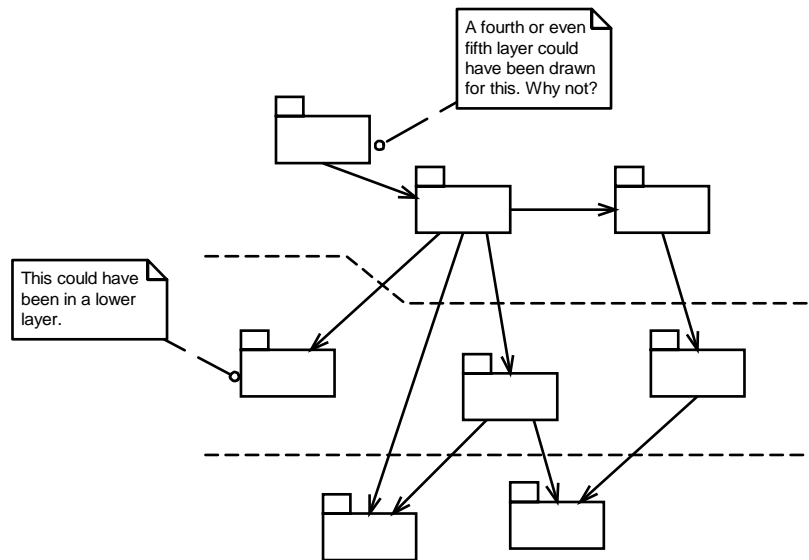 A fourth or even
fifth layer could
have been drawn
for this. Why not?
This could have
been in a lower
layer.